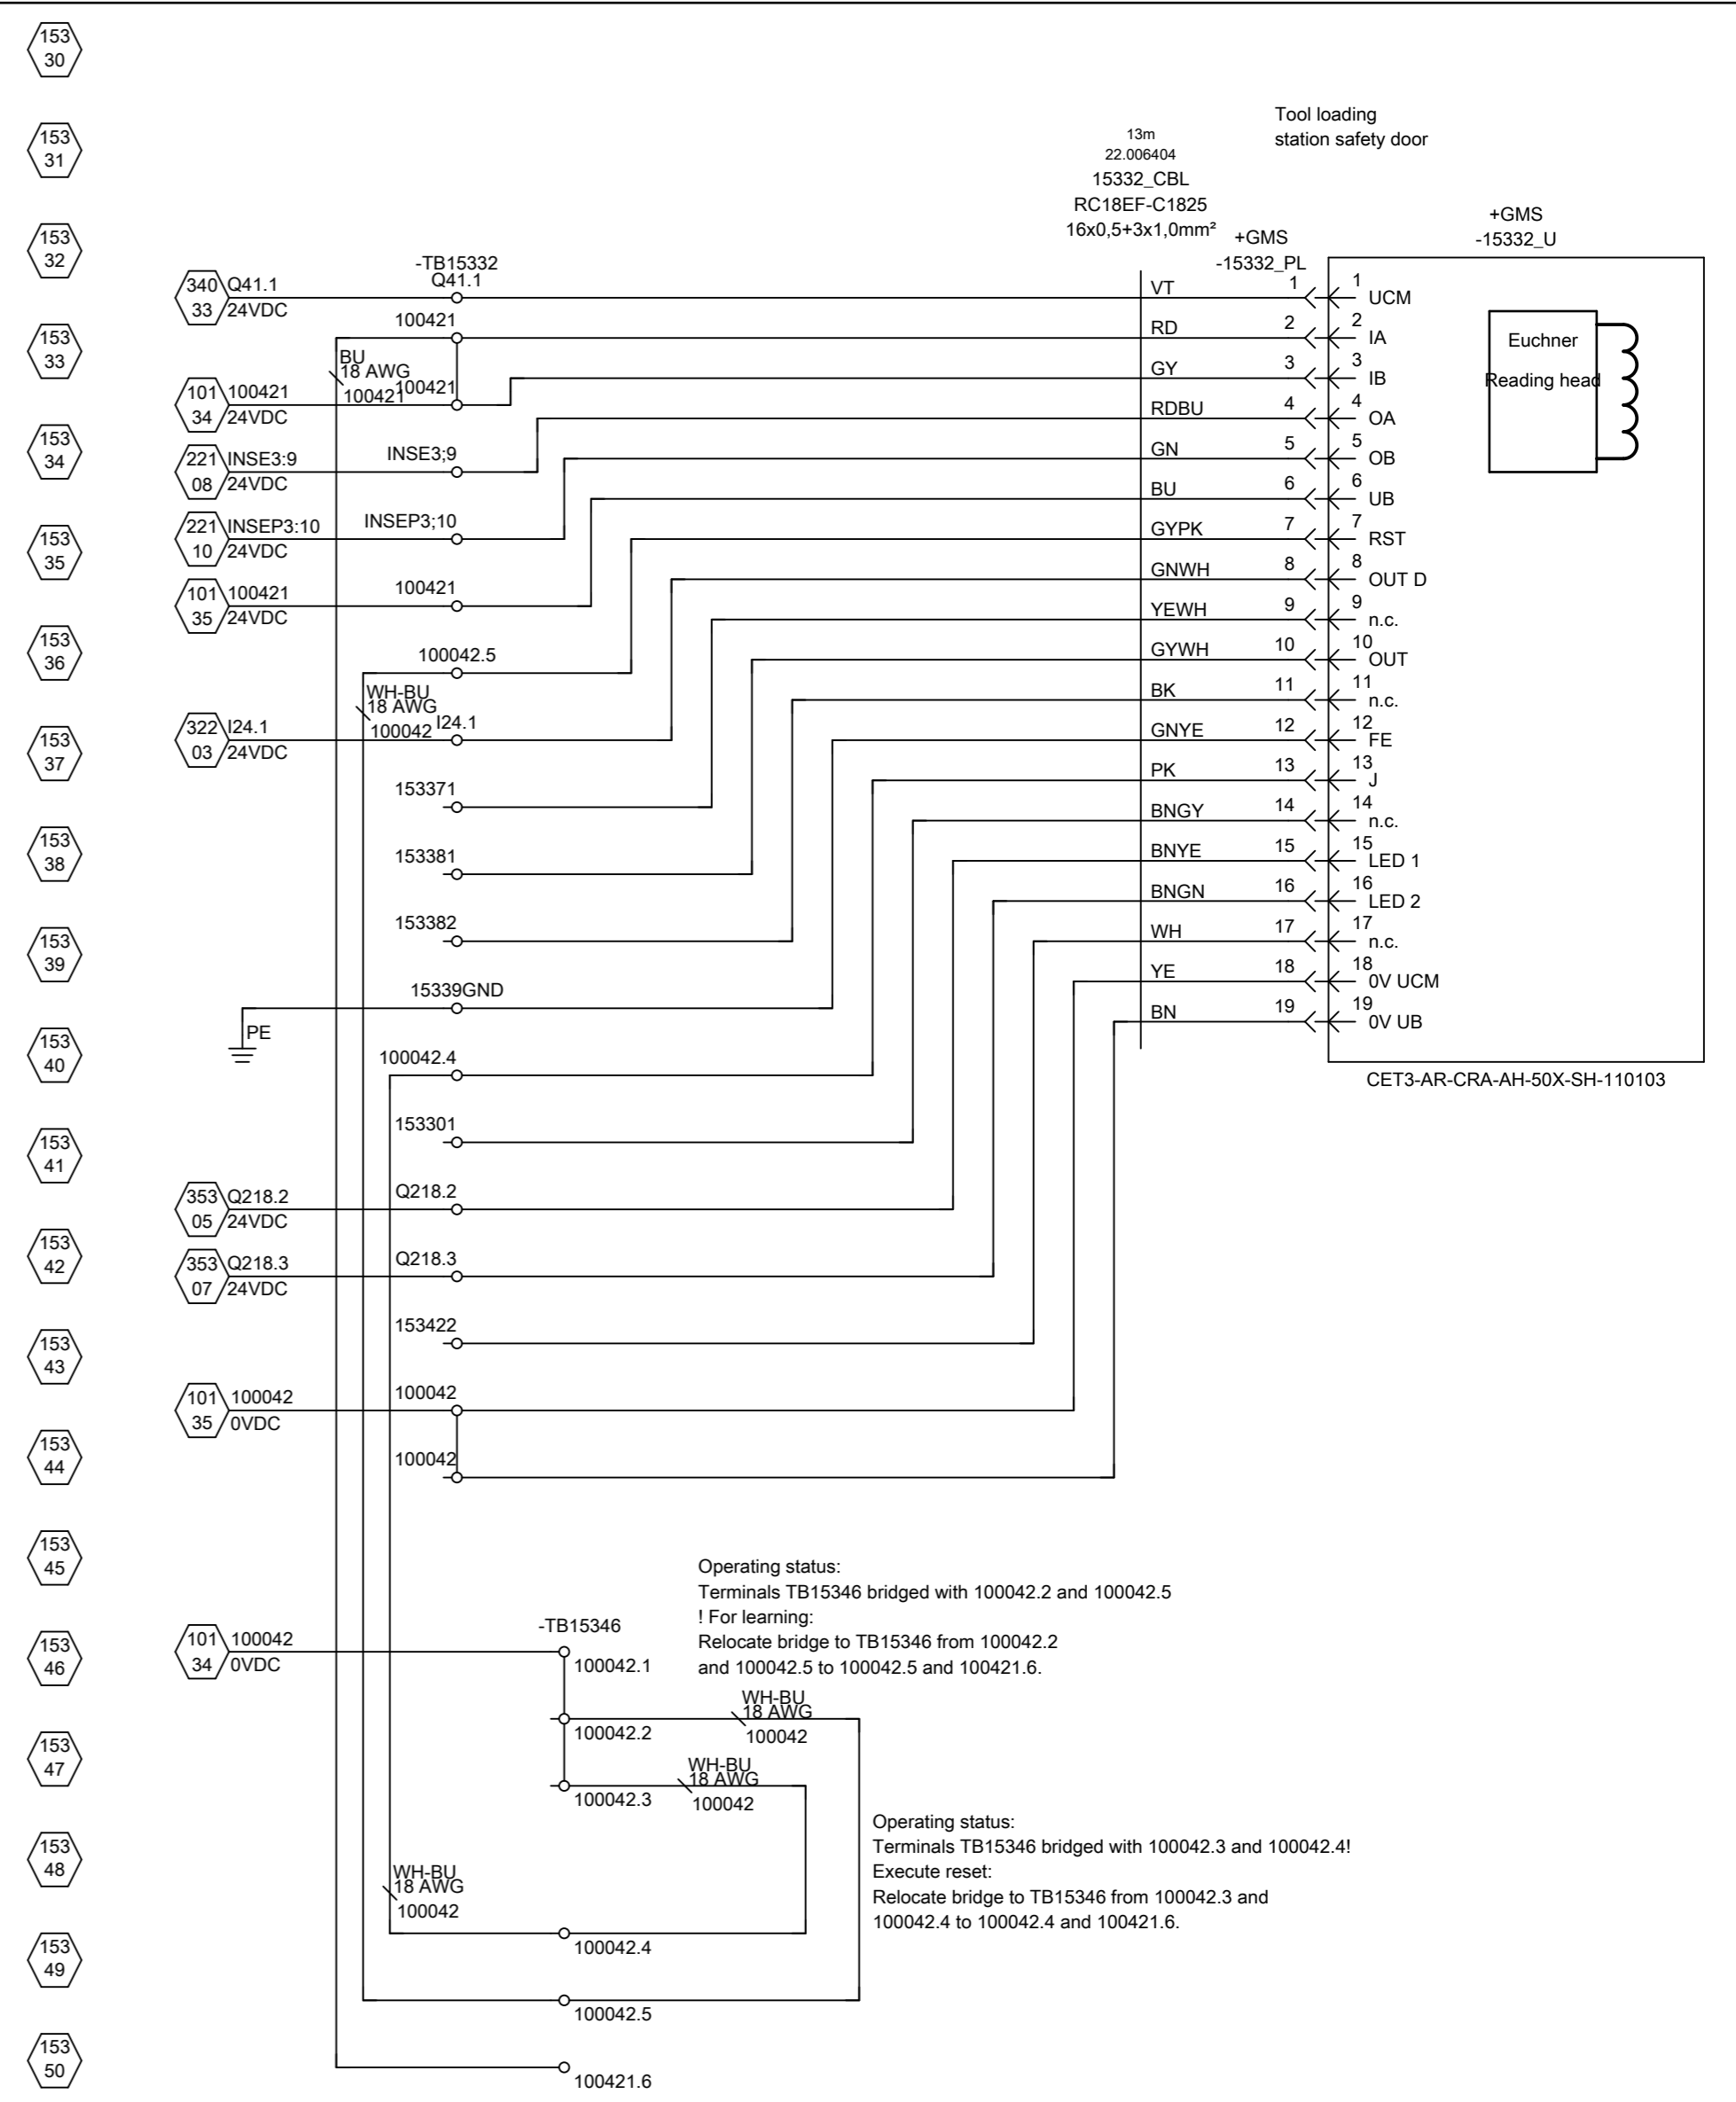 153
30
153
31
153
32
153
33
153
34
153
35
153
36
153
37
153
38
153
39
153
40
153
41
153
42
153
43
153
44
153
45
153
46
153
47
153
48
153
49
153
50
Tool loading
station safety door
13m
22.006404
15332_CBL
RC18EF-C1825
16x0,5+3x1,0mm²
+GMS
-15332_PL
+GMS
-15332_U
-TB15332
340 Q41.1
33 24VDC
Q41.1
VT 1 1 UCM
100421
RD 2 2 IA
BU
18 AWG
100421
101 100421
34 24VDC
100421
GY 3 3 IB
RDBU 4 4 OA
221 INSE3:9
08 24VDC
INSE3;9
GN 5 5 OB
221 INSEP3:10
10 24VDC
INSEP3;10
BU 6 6 UB
101 100421
35 24VDC
100421
GYPK 7 7 RST
100042.5
WH-BU
18 AWG
100042
GNWH 8 8 OUT D
322 I24.1
03 24VDC
I24.1
YEWH 9 9 n.c.
153371
GYWH 10 10 OUT
153381
BK 11 11 n.c.
153382
GNYE 12 12 FE
15339GND
PE
PK 13 13 J
100042.4
BNGY 14 14 n.c.
153301
BNYE 15 15 LED 1
353 Q218.2
05 24VDC
Q218.2
BNGN 16 16 LED 2
353 Q218.3
07 24VDC
Q218.3
WH 17 17 n.c.
153422
YE 18 18 0V UCM
101 100042
35 0VDC
100042
BN 19 19 0V UB
100042
Euchner
Reading head
CET3-AR-CRA-AH-50X-SH-110103
Operating status:
Terminals TB15346 bridged with 100042.2 and 100042.5
! For learning:
Relocate bridge to TB15346 from 100042.2
and 100042.5 to 100042.5 and 100421.6.
-TB15346
101 100042
34 0VDC
100042.1
WH-BU
18 AWG
100042
100042.2
WH-BU
18 AWG
100042
100042.3
Operating status:
Terminals TB15346 bridged with 100042.3 and 100042.4!
Execute reset:
Relocate bridge to TB15346 from 100042.3 and
100042.4 to 100042.4 and 100421.6.
WH-BU
18 AWG
100042
100042.4
100042.5
100421.6